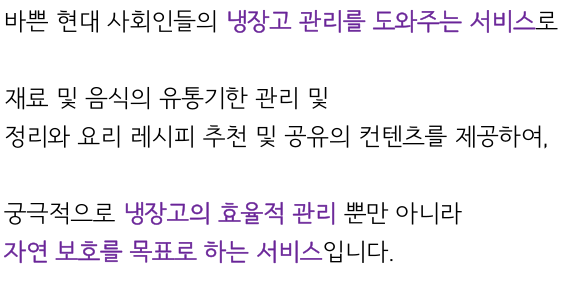 바쁜 현대 사회인들의 냉장고 관리를 도와주는 서비스로
재료 및 음식의 유통기한 관리 및
정리와 요리 레시피 추천 및 공유의 컨텐츠를 제공하여,
궁극적으로 냉장고의 효율적 관리 뿐만 아니라
자연 보호를 목표로 하는 서비스입니다.